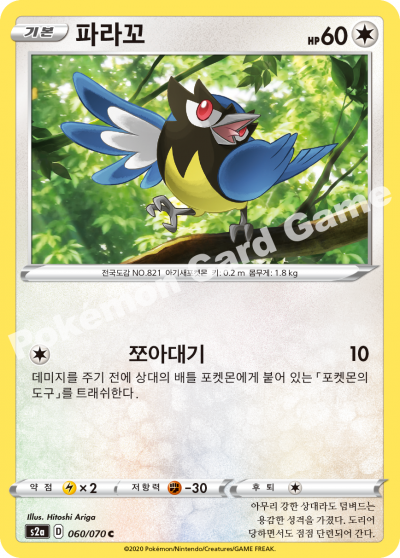 기본 파라꼬 HP 60
전국도감 NO.821 아기새포켓몬 키: 0.2 m 몸무게: 1.8 kg
쪼아대기 10
데미지를 주기 전에 상대의 배틀 포켓몬에게 붙어 있는 「포켓몬의
도구」를 트래쉬한다.
약점 ×2 저항력 -30 후퇴
Illus. Hitoshi Ariga
s2a D 060/070 C
아무리 강한 상대라도 덤벼드는
용감한 성격을 가졌다. 도리어
당하면서도 점점 단련되어 간다.
©2020 Pokémon/Nintendo/Creatures/GAME FREAK.
Pokémon Card Game